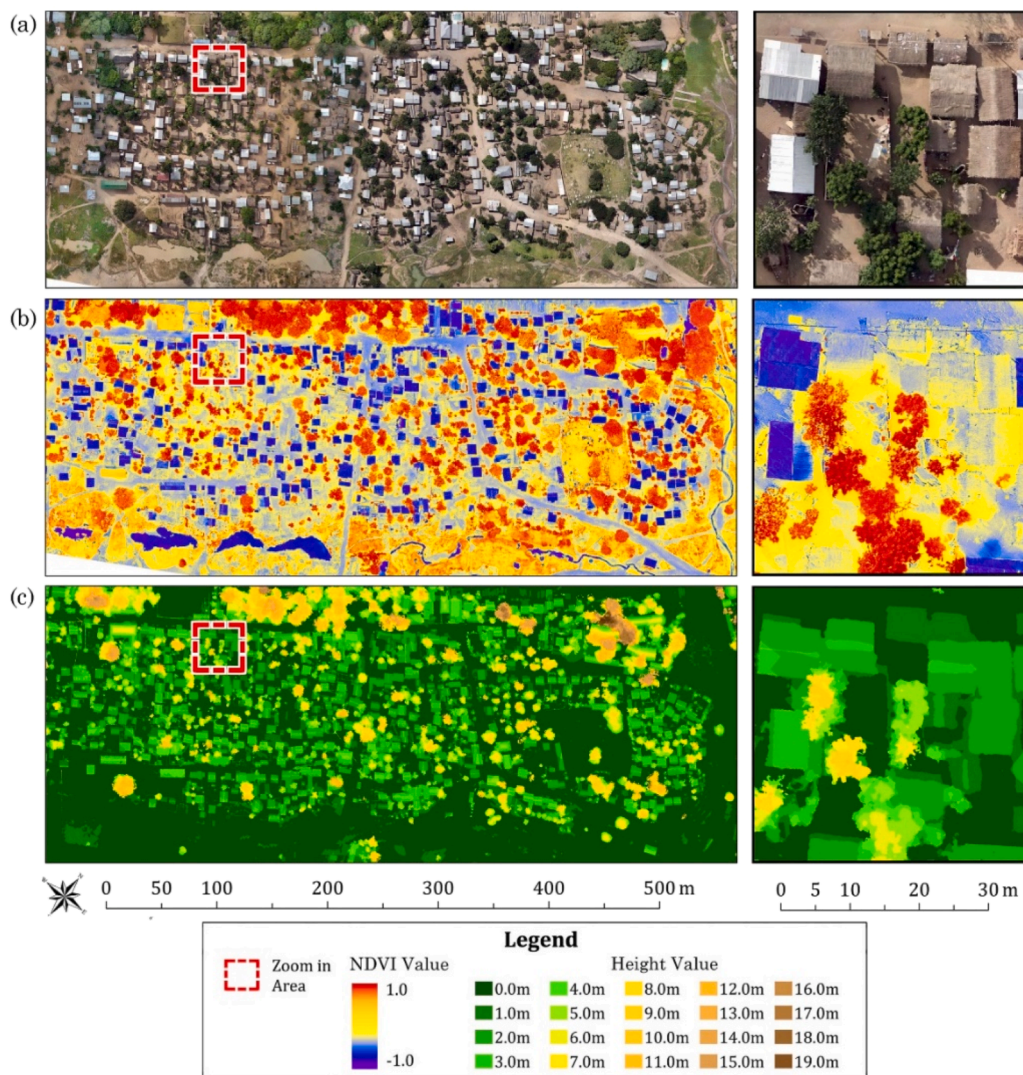 (a)
(b)
(c)
0 50 100 200 300 400 500 m
0 5 10 20 30 m
Legend
Zoom in
Area
NDVI Value
1.0
-1.0
Height Value
0.0m 4.0m 8.0m 12.0m 16.0m
1.0m 5.0m 9.0m 13.0m 17.0m
2.0m 6.0m 10.0m 14.0m 18.0m
3.0m 7.0m 11.0m 15.0m 19.0m